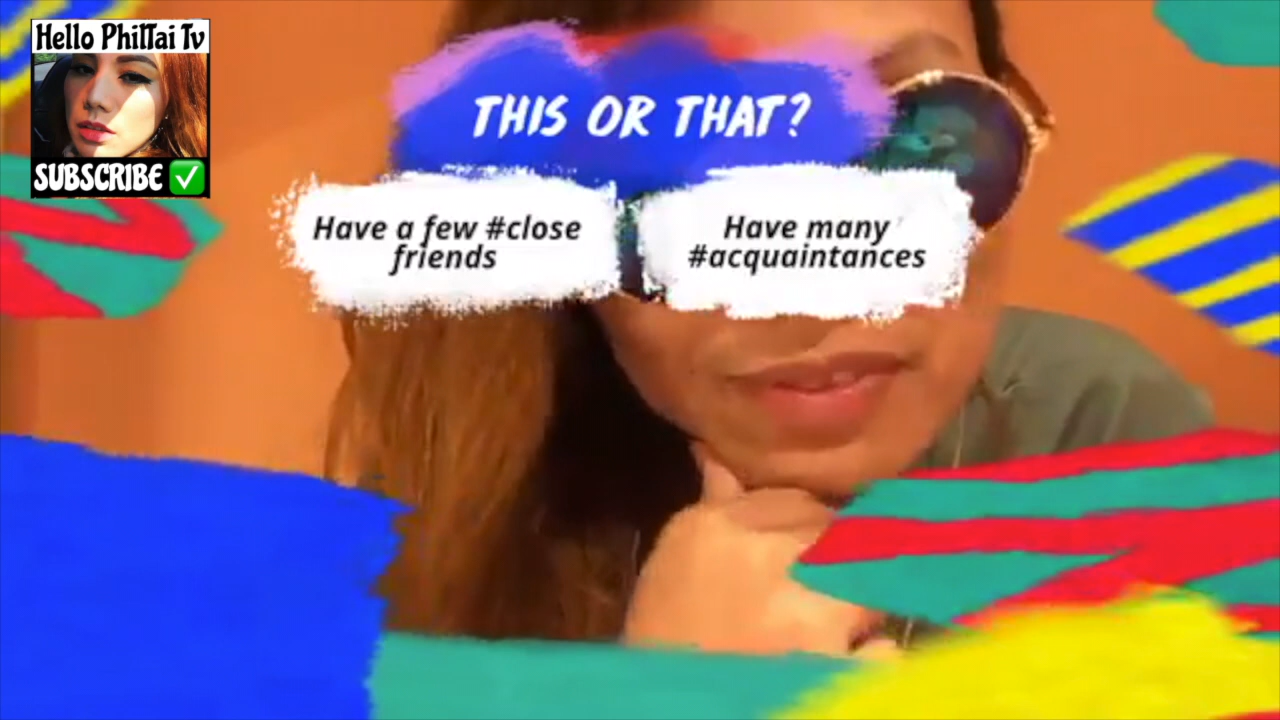 Hello PhilTai Tv
SUBSCRIBE
THIS OR THAT?
Have a few #close
friends
Have many
#acquaintances